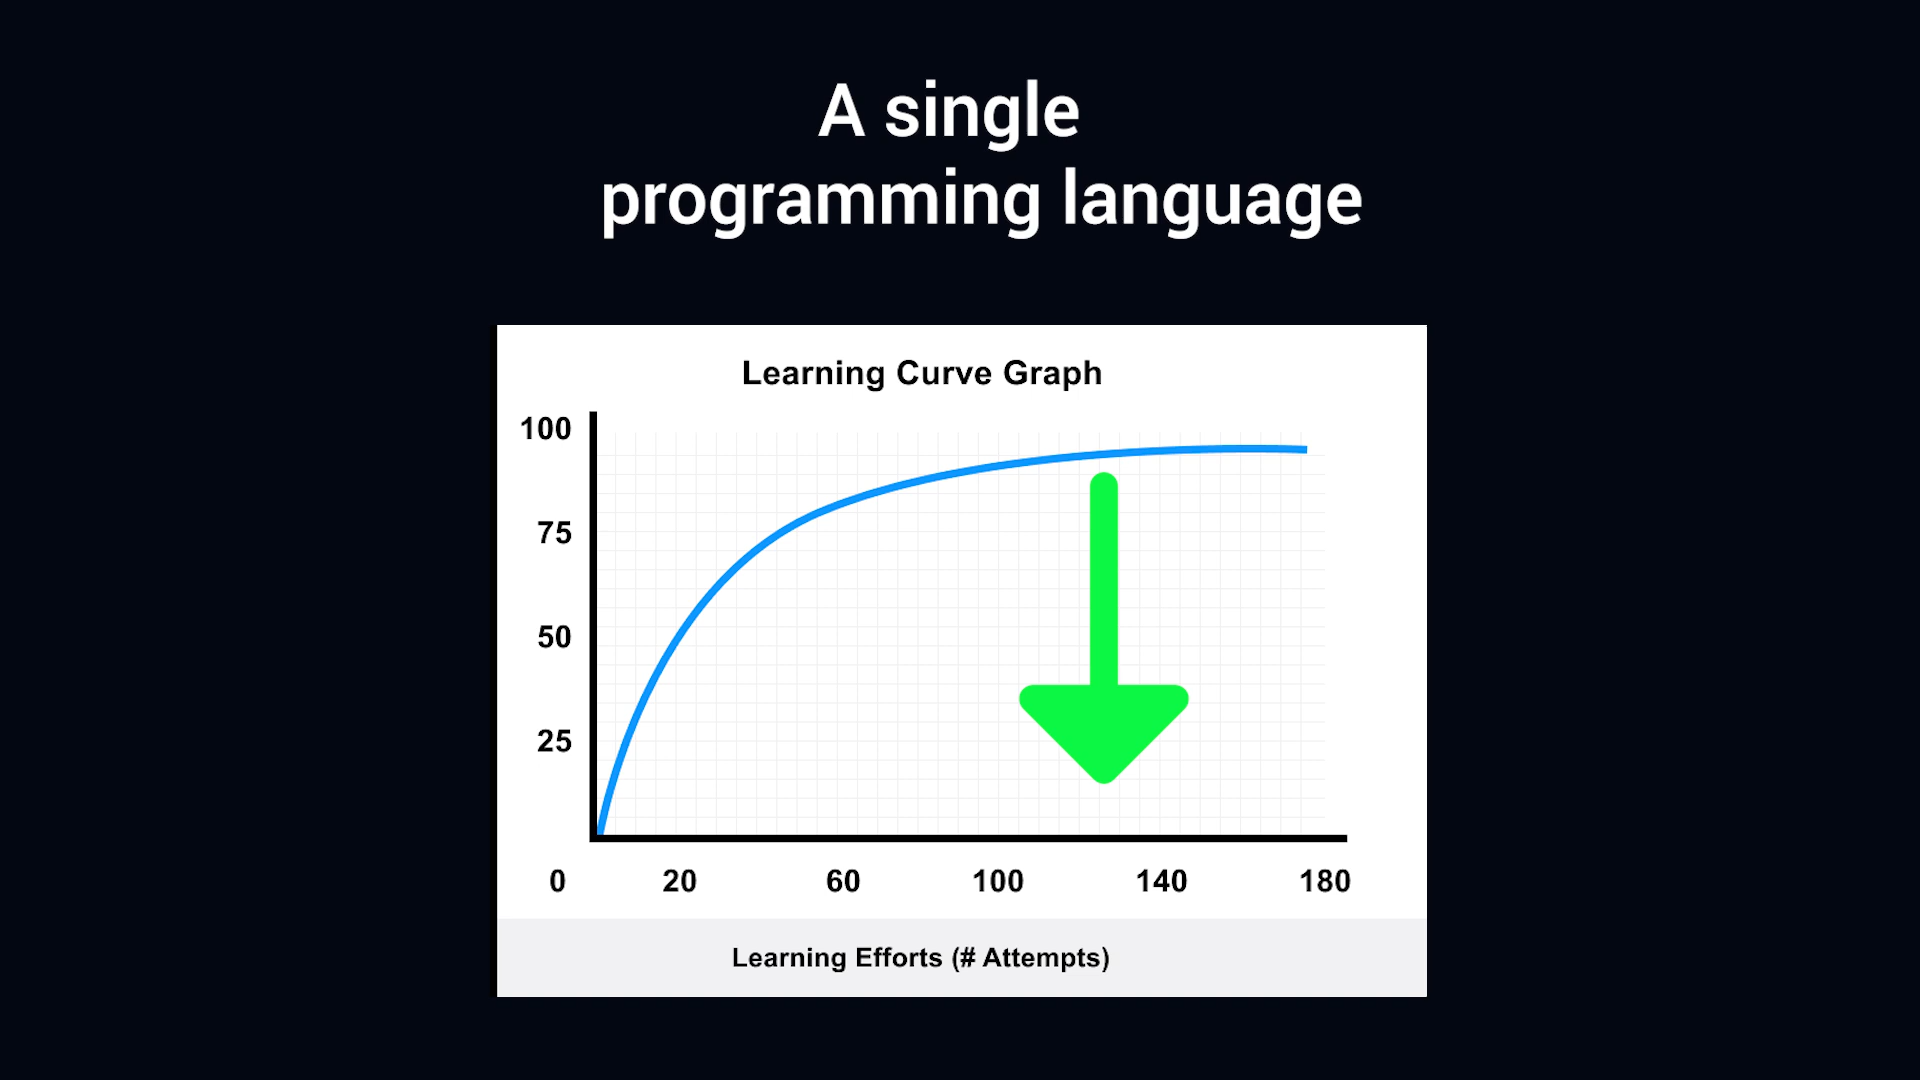 A single
programming language
Learning Curve Graph
100
75
50
25
0 20 60 100 140 180
Learning Efforts (# Attempts)